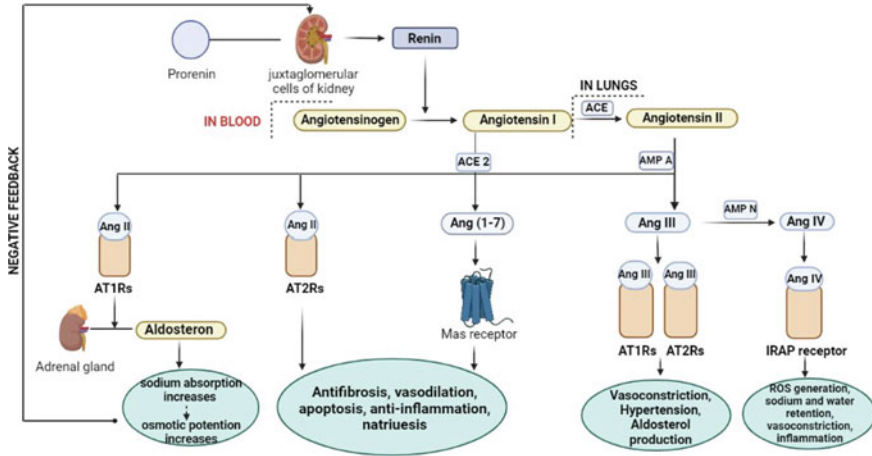 Prorenin
juxtaglomerular
cells of kidney
Renin
IN BLOOD
Angiotensinogen
Angiotensin I
IN LUNGS
ACE
Angiotensin II
ACE 2
AMP A
NEGATIVE FEEDBACK
Ang II
AT1Rs
Adrenal gland
Aldosteron
sodium absorption
increases
osmotic potention
increases
Ang II
AT2Rs
Ang (1-7)
Mas receptor
Antifibrosis, vasodilation,
apoptosis, anti-inflammation,
natriuesis
Ang III
AMP N
Ang IV
Ang III
Ang III
AT1Rs
AT2Rs
Vasoconstriction,
Hypertension,
Aldosterol
production
Ang IV
IRAP receptor
ROS generation,
sodium and water
retention,
vasoconstriction,
inflammation